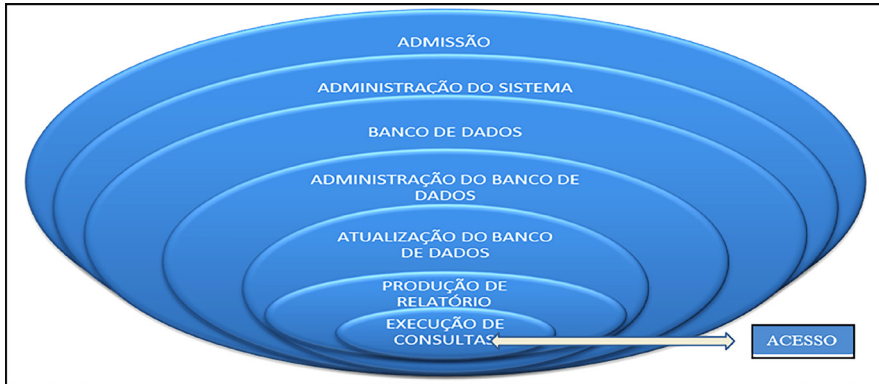 ADMISSÃO
ADMINISTRAÇÃO DO SISTEMA
BANCO DE DADOS
ADMINISTRAÇÃO DO BANCO DE
DADOS
ATUALIZAÇÃO DO BANCO
DE DADOS
PRODUÇÃO DE
RELATÓRIO
EXECUÇÃO DE
CONSULTAS
ACESSO